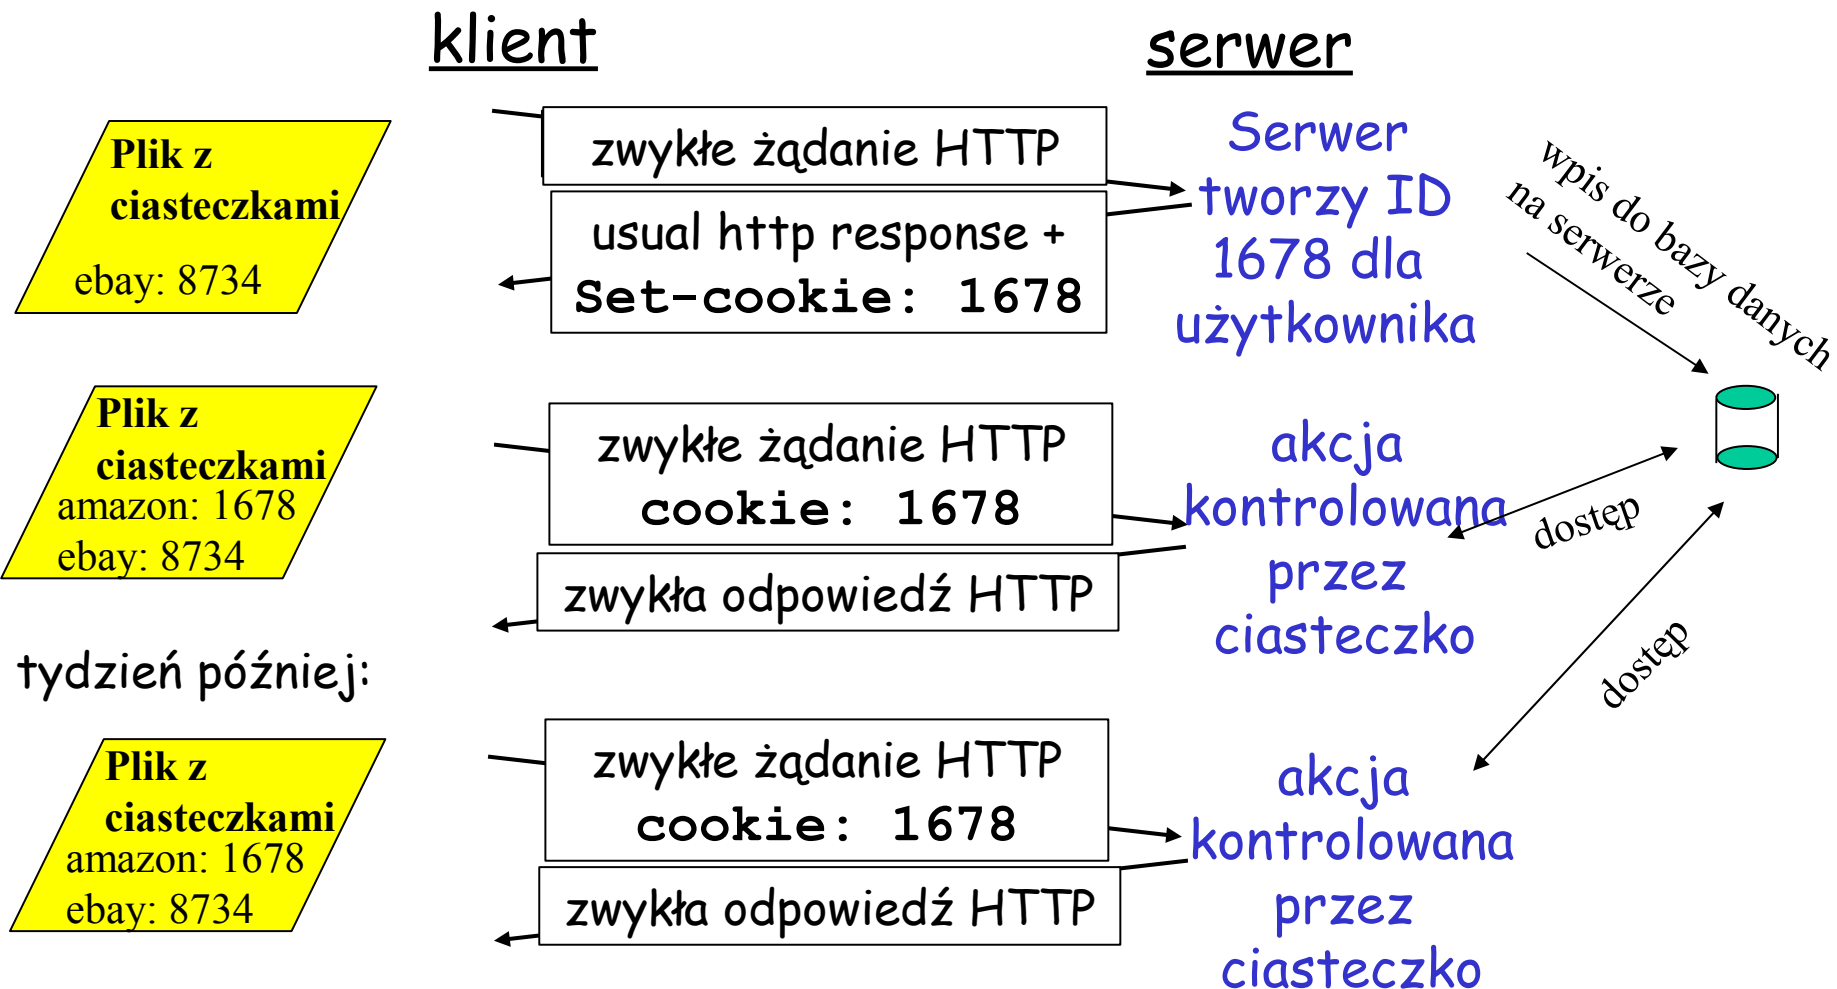 klient
serwer
Plik z
ciasteczkami
ebay: 8734
zwykłe żądanie HTTP
usual http response +
Set-cookie: 1678
Serwer
tworzy ID
1678 dla
użytkownika
wpis do bazy danych
na serwerze
Plik z
ciasteczkami
amazon: 1678
ebay: 8734
zwykłe żądanie HTTP
cookie: 1678
zwykła odpowiedź HTTP
akcja
kontrolowana
przez
ciasteczko
dostęp
dostęp
tydzień później:
Plik z
ciasteczkami
amazon: 1678
ebay: 8734
zwykłe żądanie HTTP
cookie: 1678
zwykła odpowiedź HTTP
akcja
kontrolowana
przez
ciasteczko